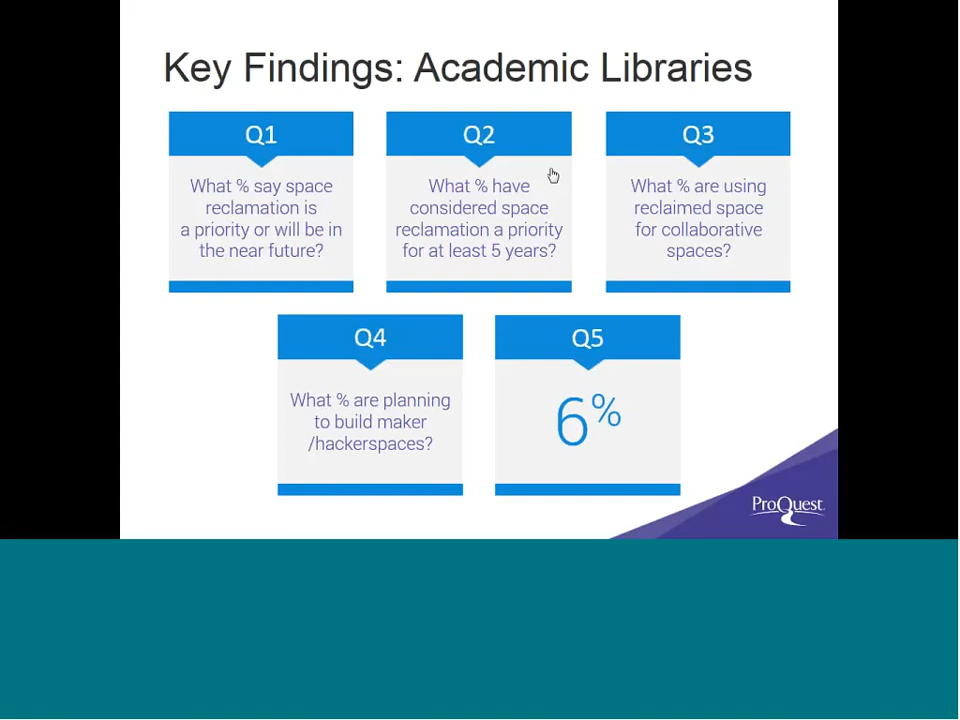 Key Findings: Academic Libraries
Q1
What % say space
reclamation is
a priority or will be in
the near future?
Q2
What % have
considered space
reclamation a priority
for at least 5 years?
Q3
What % are using
reclaimed space
for collaborative
spaces?
Q4
What % are planning
to build maker
/hackerspaces?
Q5
6%
ProQuest